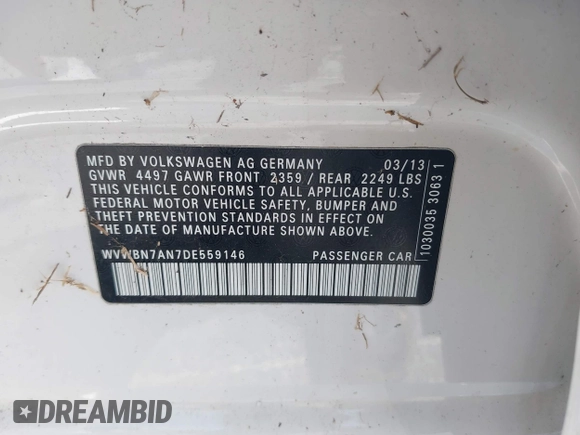 MFD BY VOLKSWAGEN AG GERMANY 03/13
GVWR 4497 GAWR FRONT 2359 / REAR 2249 LBS
THIS VEHICLE CONFORMS TO ALL APPLICABLE U.S.
FEDERAL MOTOR VEHICLE SAFETY, BUMPER AND
THEFT PREVENTION STANDARDS IN EFFECT ON
THE DATE OF MANUFACTURE SHOWN ABOVE.
WVWBN7AN7DE559146 PASSENGER CAR
1030035 30631
DREAMBID